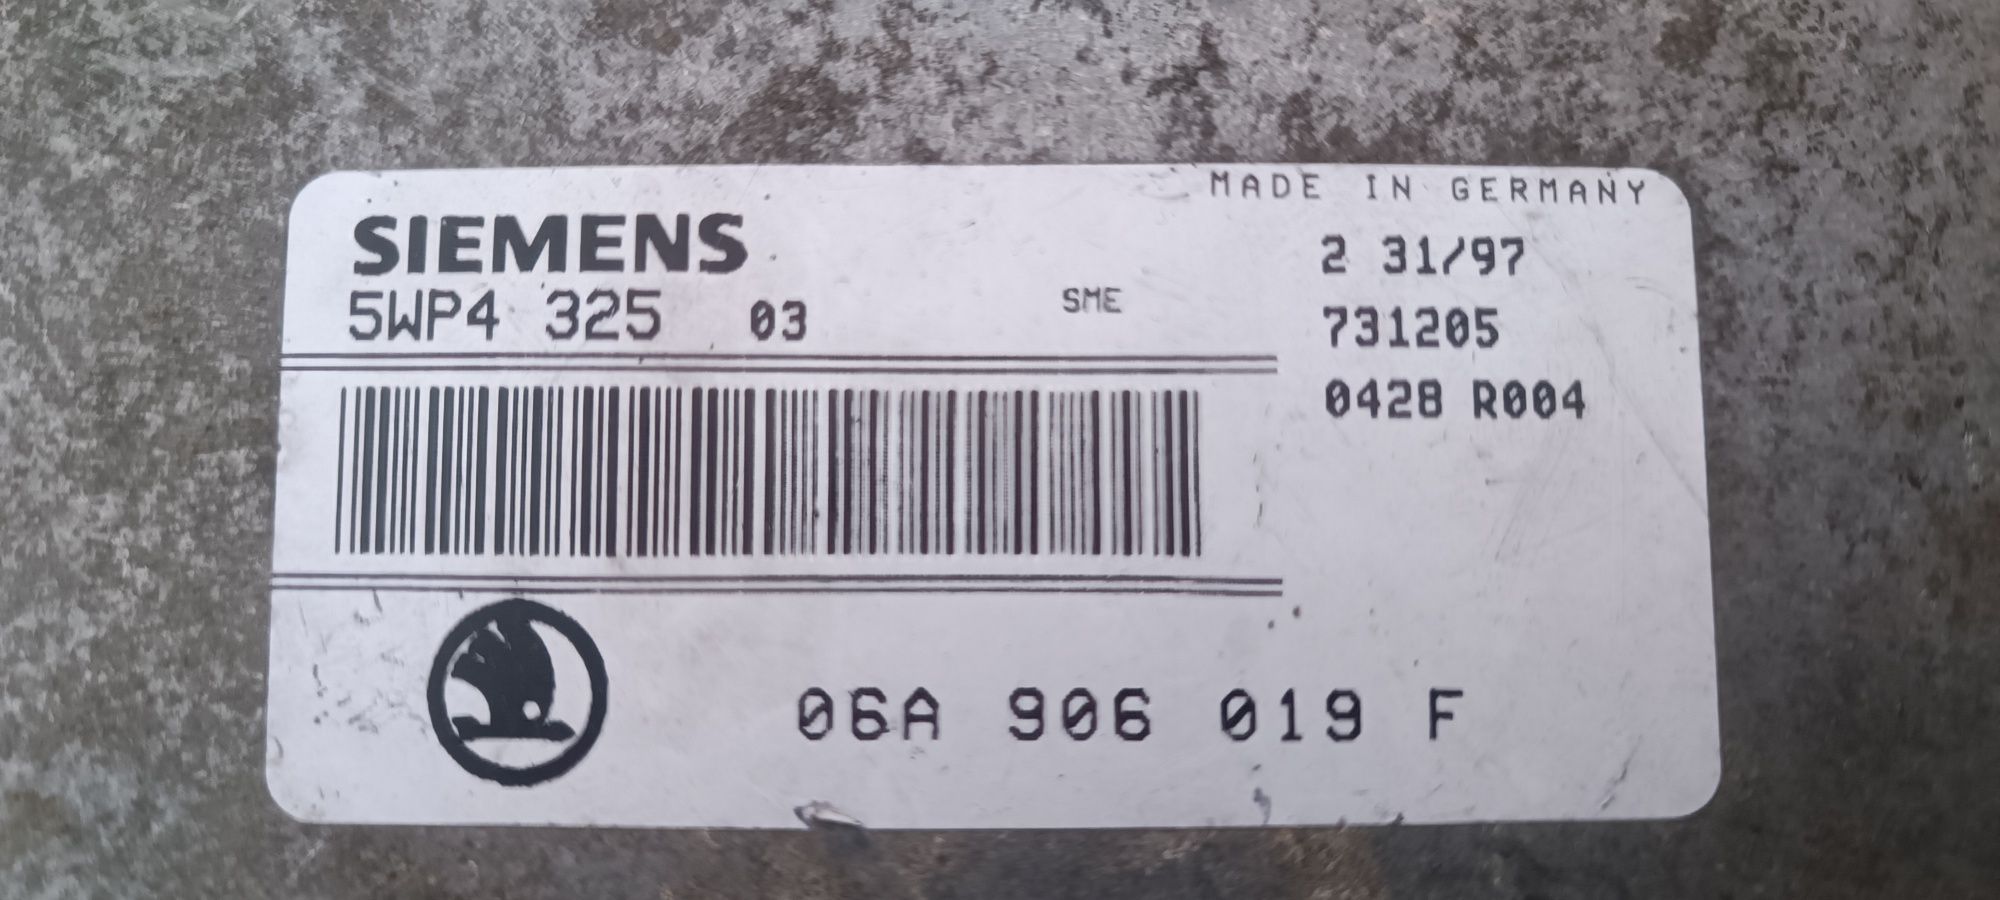 MADE IN GERMANY
SIEMENS
2 31/97
5WP4 325 03
SME
731205
0428 R004
06A 906 019 F